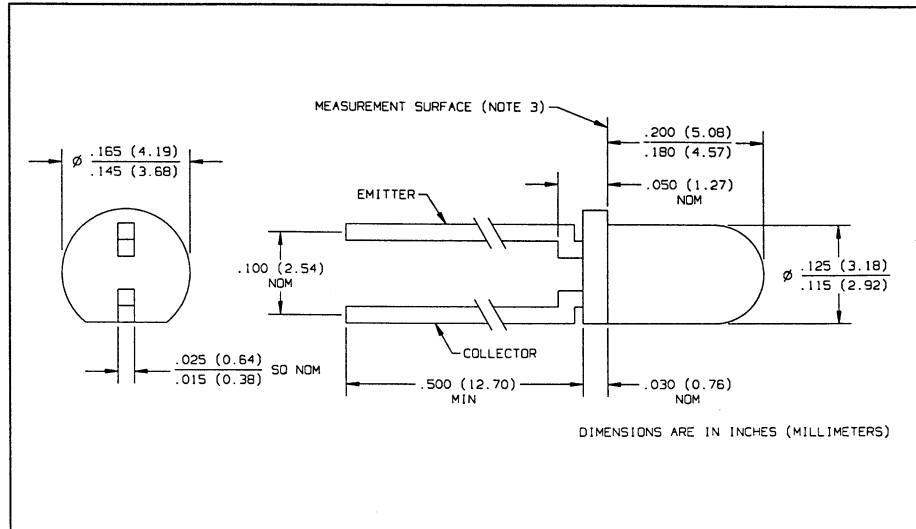 MEASUREMENT SURFACE (NOTE 3)
.200 (5.08)
.180 (4.57)
Ø .165 (4.19)
.145 (3.68)
.050 (1.27)
NOM
EMITTER
.100 (2.54)
NOM
Ø .125 (3.18)
.115 (2.92)
COLLECTOR
.025 (0.64)
.015 (0.38) SQ NOM
.500 (12.70)
MIN
.030 (0.76)
NOM
DIMENSIONS ARE IN INCHES (MILLIMETERS)